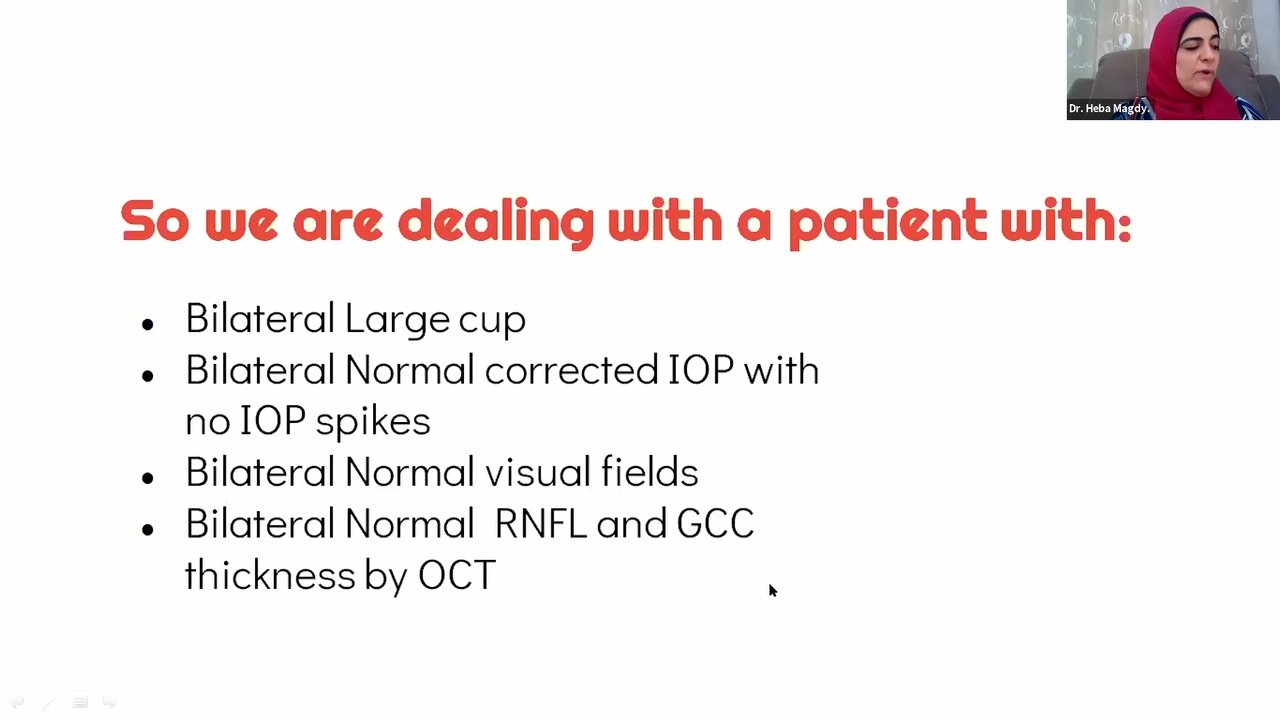 Dr. Heba Magdy.
So we are dealing with a patient with:
• Bilateral Large cup
• Bilateral Normal corrected IOP with
no IOP spikes
• Bilateral Normal visual fields
• Bilateral Normal RNFL and GCC
thickness by OCT